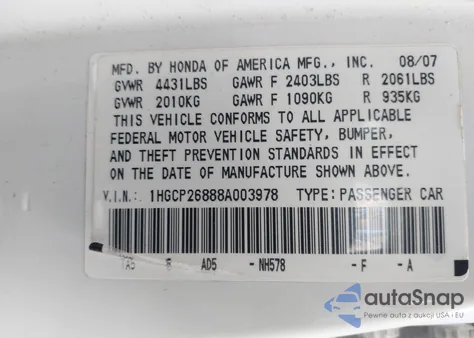 MFD. BY HONDA OF AMERICA MFG., INC. 08/07
GVWR 4431LBS GAWR F 2403LBS R 2061LBS
GVWR 2010KG GAWR F 1090KG R 935KG
THIS VEHICLE CONFORMS TO ALL APPLICABLE
FEDERAL MOTOR VEHICLE SAFETY, BUMPER,
AND THEFT PREVENTION STANDARDS IN EFFECT
ON THE DATE OF MANUFACTURE SHOWN ABOVE.
V.I.N.: 1HGCP26888A003978 TYPE: PASSENGER CAR
AD5 - NH578 - F - A
autoSnap
Pewne auta z aukcji USA i EU